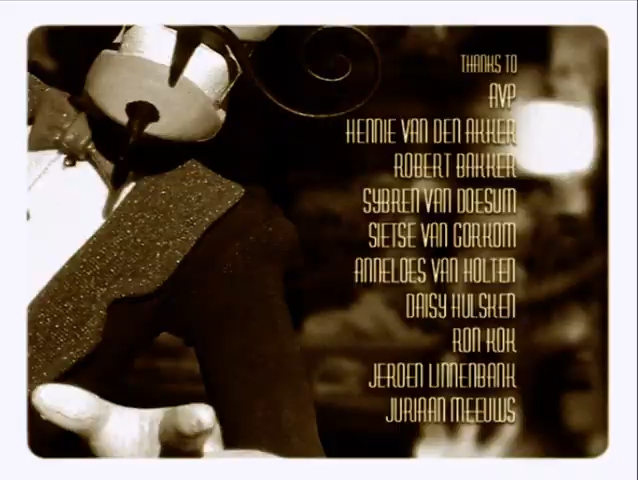 THANKS TO
AVP
HENNIE VAN DEN AKKER
ROBERT BAKKER
SYBREN VAN DOESUM
SIETSE VAN GORKOM
ANNELOES VAN HOLTEN
DAISY HULSKEN
RON KOK
JEROEN LINNENBANK
JURIAAN MEEUWS